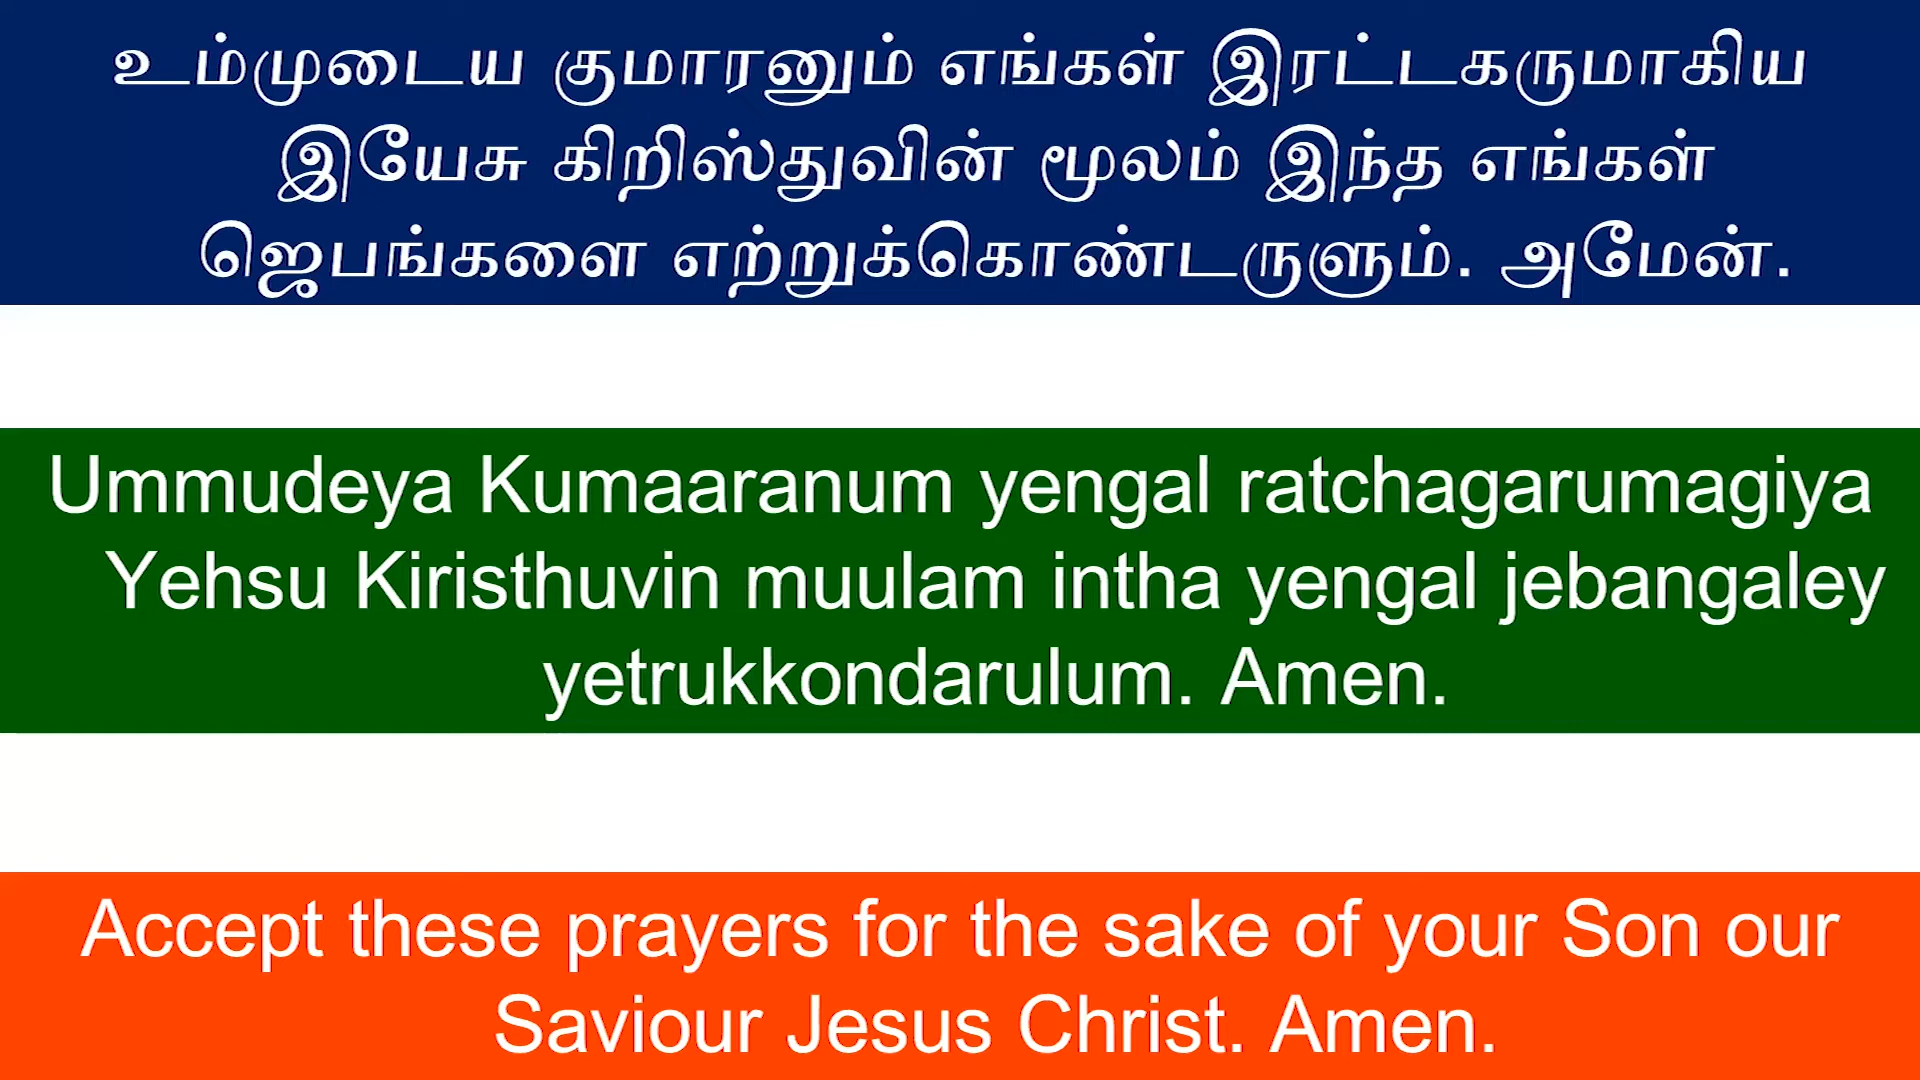 உம்முடைய குமாரனும் எங்கள் இரட்டகருமாகிய
இயேசு கிறிஸ்துவின் மூலம் இந்த எங்கள்
ஜெபங்களை எற்றுக்கொண்டருளும். அமேன்.
Ummudeya Kumaaranum yengal ratchagarumagiya
Yehsu Kiristhuvin muulam intha yengal jebangaley
yetrukkondarulum. Amen.
Accept these prayers for the sake of your Son our
Saviour Jesus Christ. Amen.